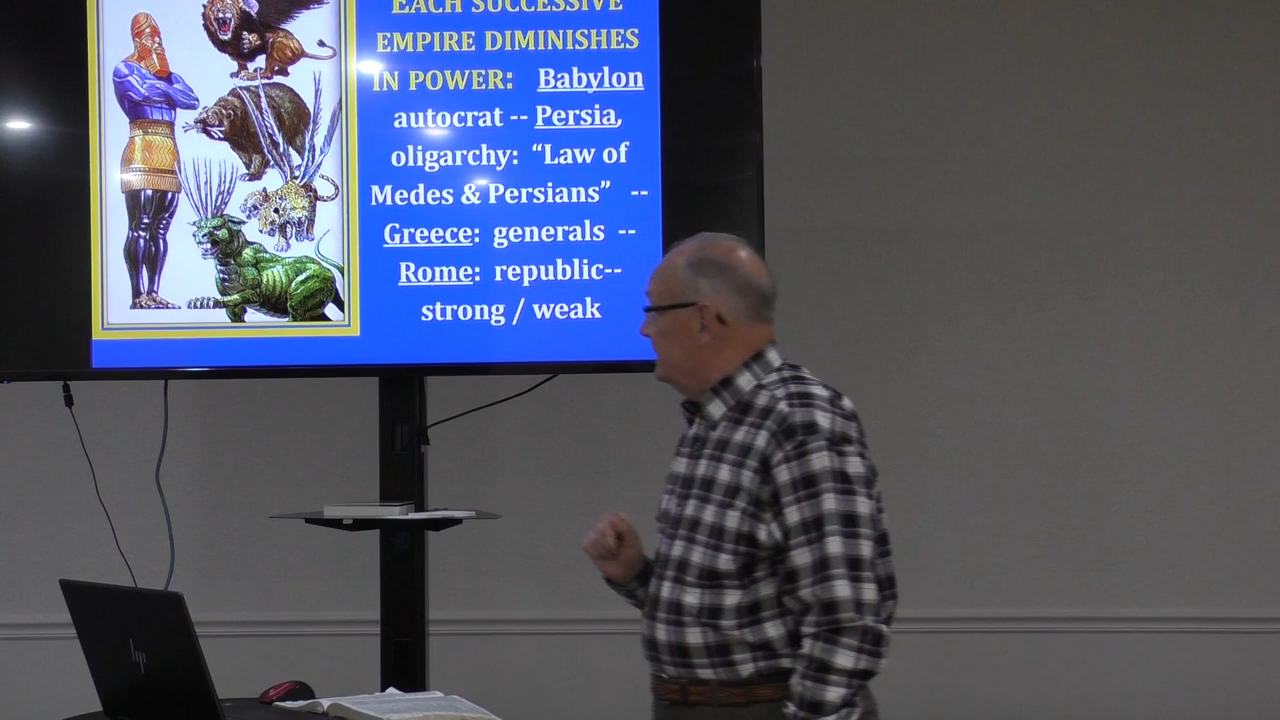 EACH SUCCESSIVE
EMPIRE DIMINISHES
IN POWER: Babylon
autocrat -- Persia,
oligarchy: “Law of
Medes & Persians” --
Greece: generals --
Rome: republic--
strong / weak
hp